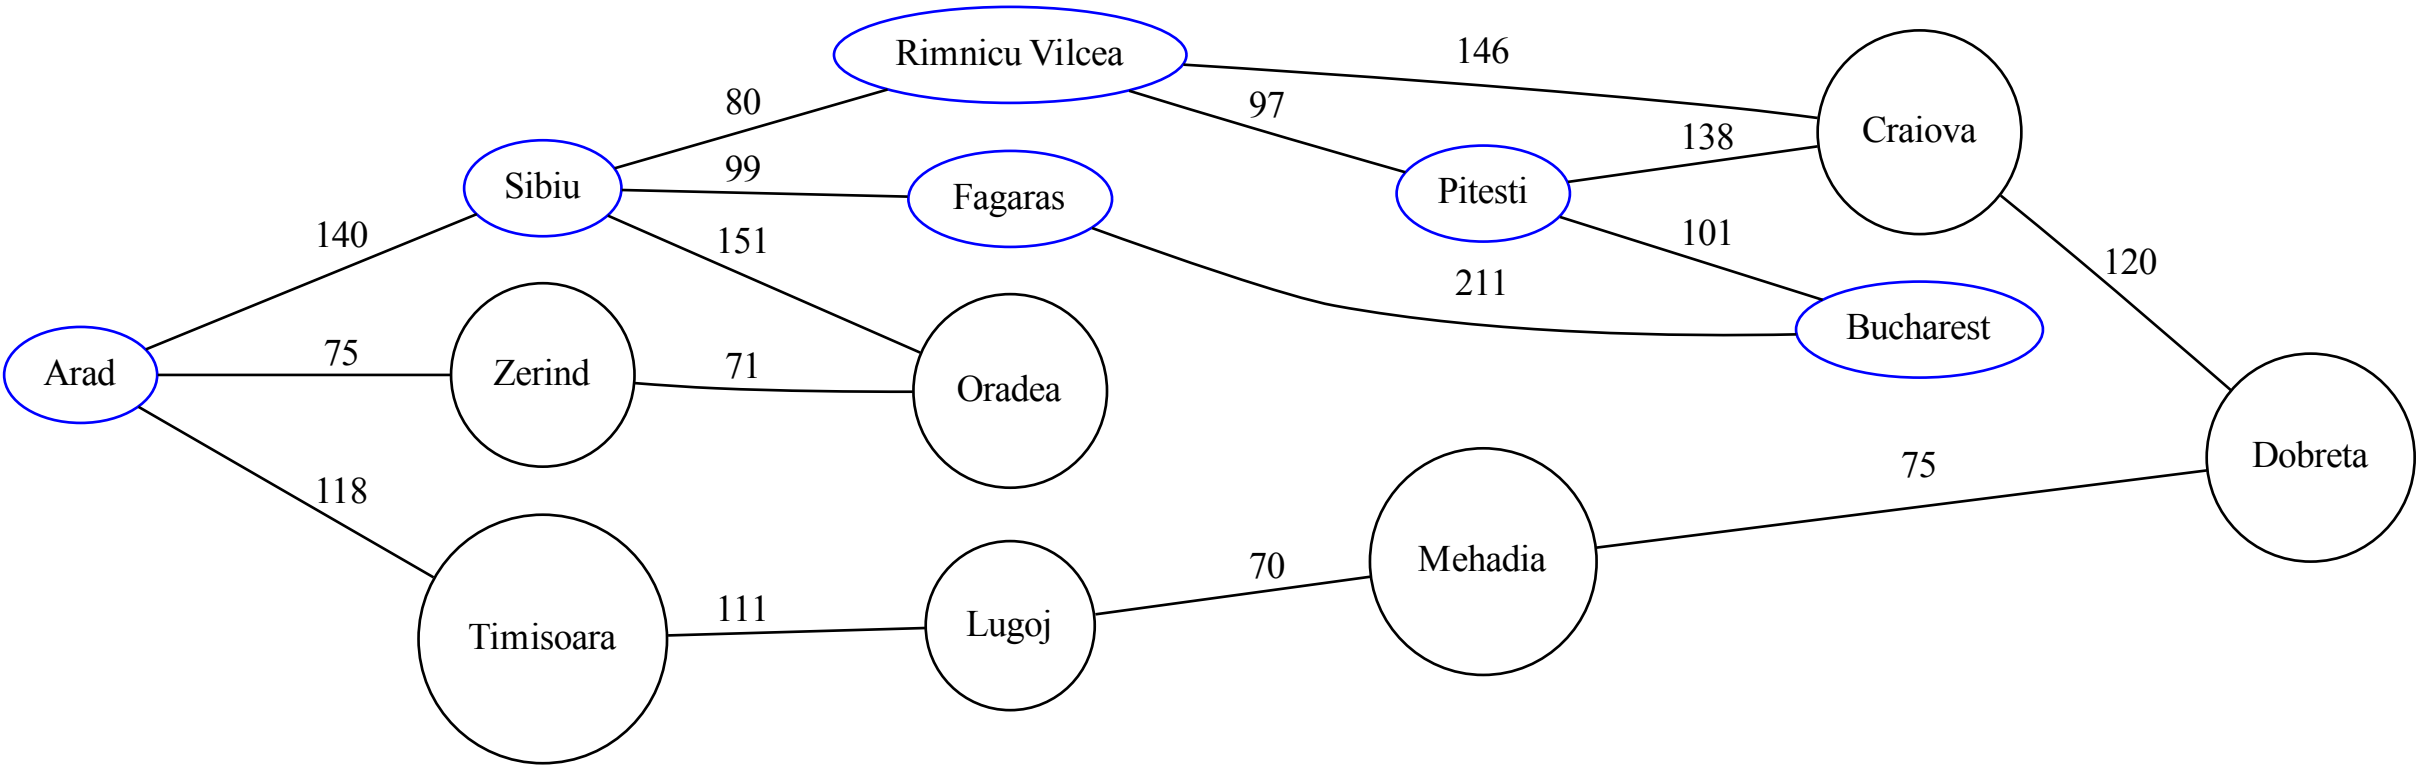 Rimnicu Vilcea
146
80
97
Craiova
138
99
Sibiu
Pitesti
Fagaras
140
151
101
120
211
Bucharest
75
71
Arad
Zerind
Oradea
Dobreta
75
118
Mehadia
70
111
Lugoj
Timisoara